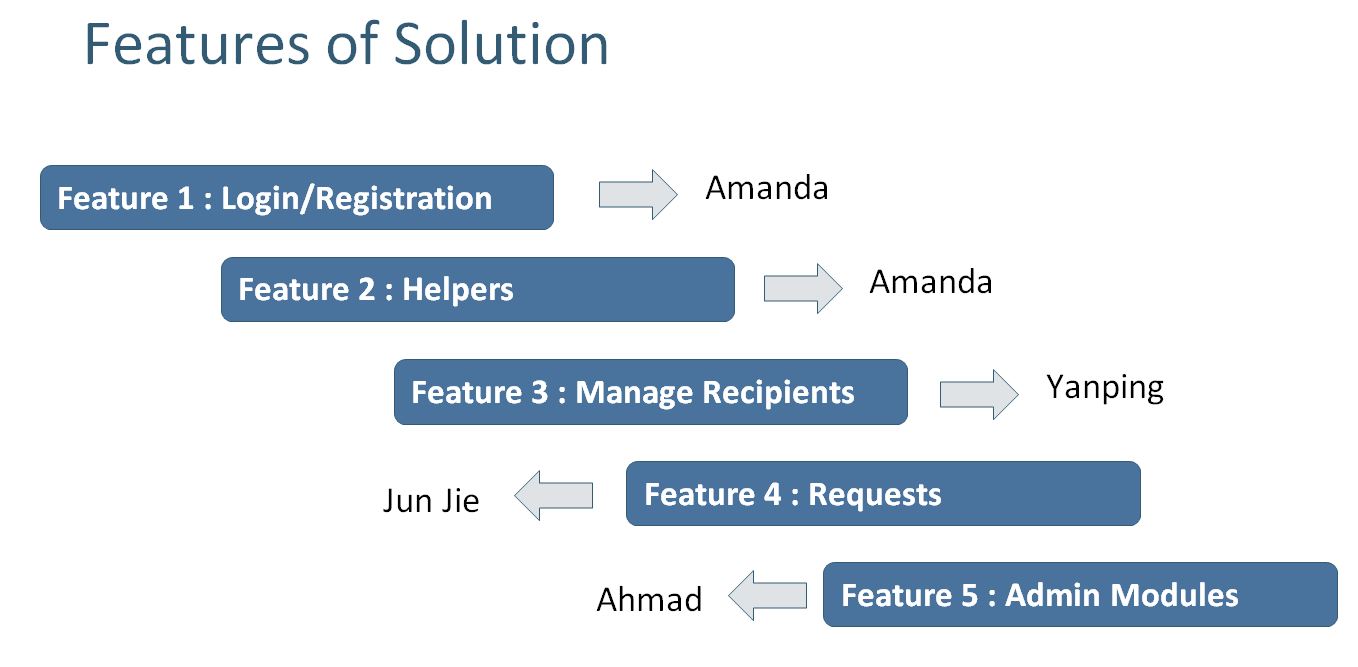 Features of Solution
Feature 1 : Login/Registration
Amanda
Feature 2 : Helpers
Amanda
Feature 3 : Manage Recipients
Yanping
Jun Jie
Feature 4 : Requests
Ahmad
Feature 5 : Admin Modules